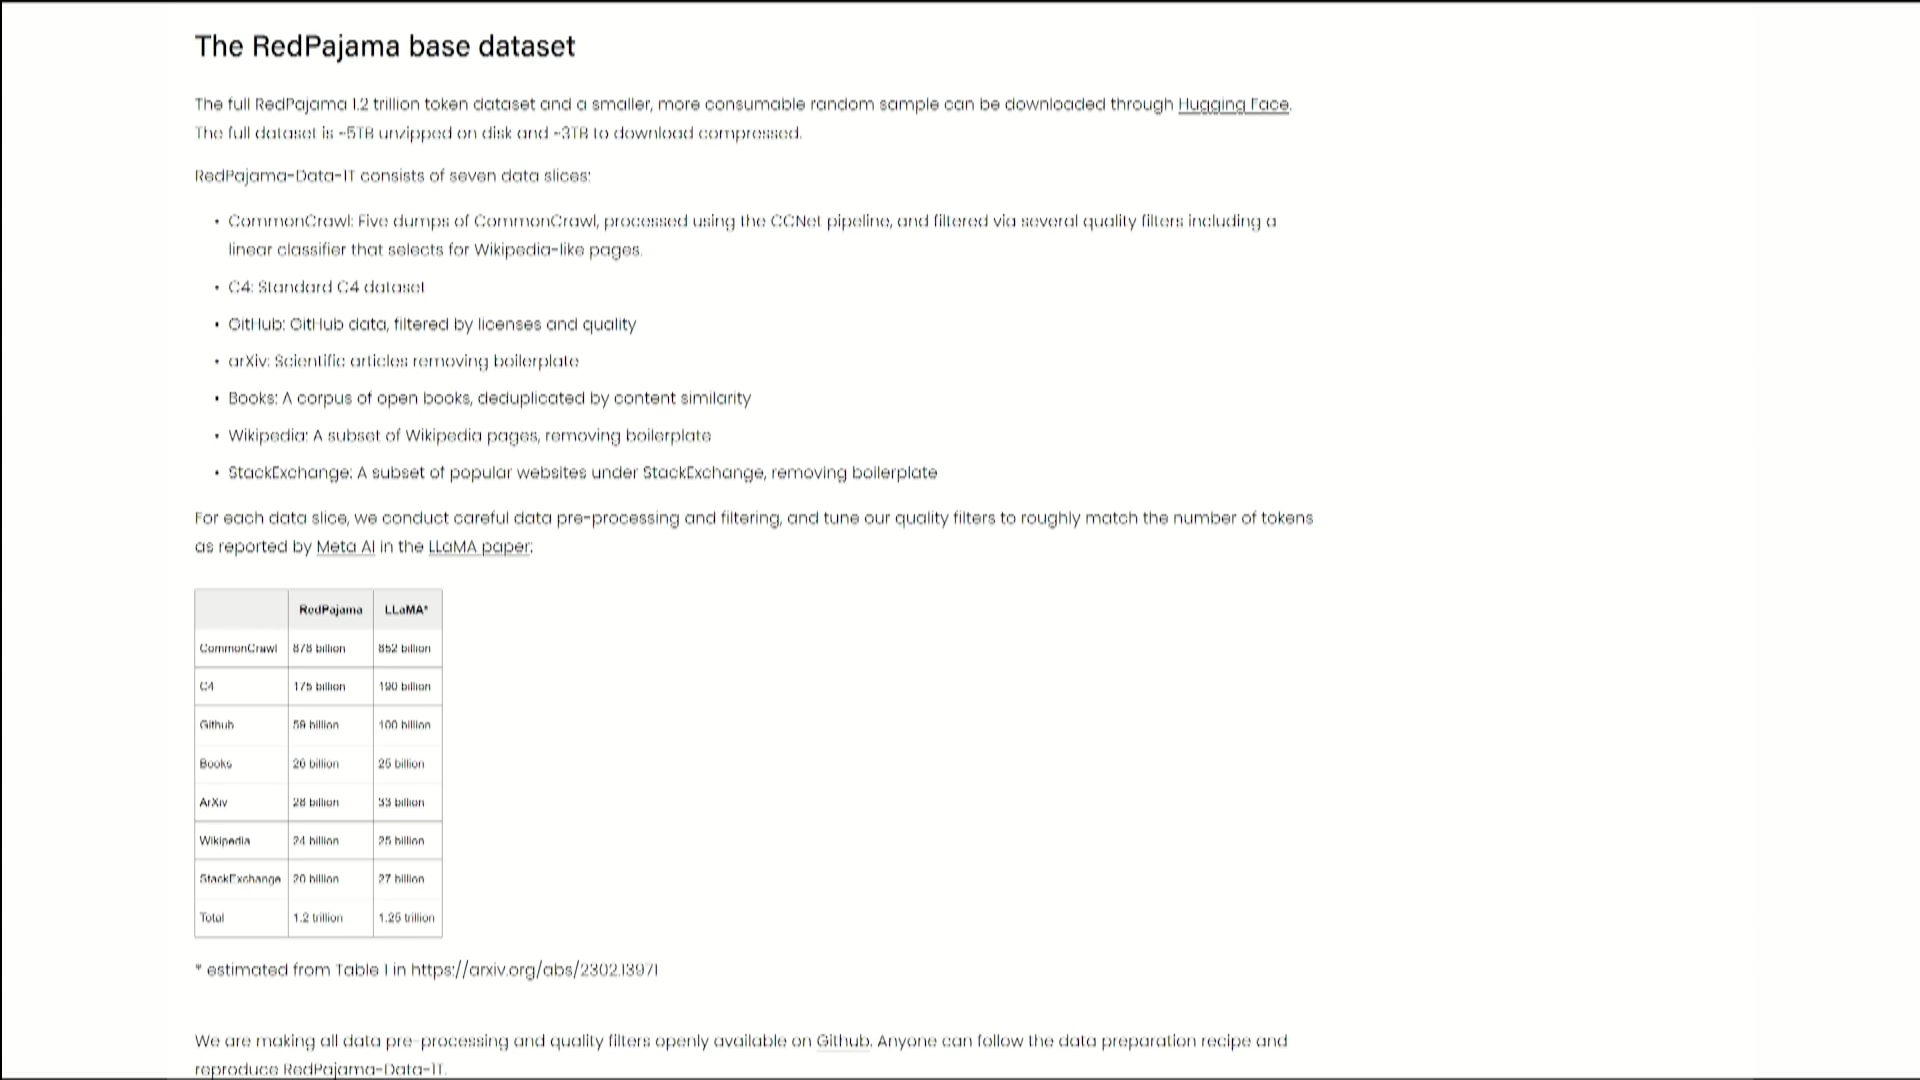 The RedPajama base dataset
The full RedPajama 1.2 trillion token dataset and a smaller, more consumable random sample can be downloaded through Hugging Face.
The full dataset is ~5TB unzipped on disk and ~3TB to download compressed.
RedPajama-Data-1T consists of seven data slices:
• CommonCrawl: Five dumps of CommonCrawl, processed using the CCNet pipeline, and filtered via several quality filters including a
linear classifier that selects for Wikipedia-like pages.
• C4: Standard C4 dataset
• GitHub: GitHub data, filtered by licenses and quality
• arXiv: Scientific articles removing boilerplate
• Books: A corpus of open books, deduplicated by content similarity
• Wikipedia: A subset of Wikipedia pages, removing boilerplate
• StackExchange: A subset of popular websites under StackExchange, removing boilerplate
For each data slice, we conduct careful data pre-processing and filtering, and tune our quality filters to roughly match the number of tokens
as reported by Meta AI in the LLaMA paper:
RedPajama LLaMA*
CommonCrawl 878 billion 852 billion
C4 175 billion 190 billion
Github 59 billion 100 billion
Books 26 billion 25 billion
ArXiv 28 billion 33 billion
Wikipedia 24 billion 25 billion
StackExchange 20 billion 27 billion
Total 1.2 trillion 1.25 trillion
* estimated from Table 1 in https://arxiv.org/abs/2302.13971
We are making all data pre-processing and quality filters openly available on Github. Anyone can follow the data preparation recipe and
reproduce RedPajama-Data-1T.